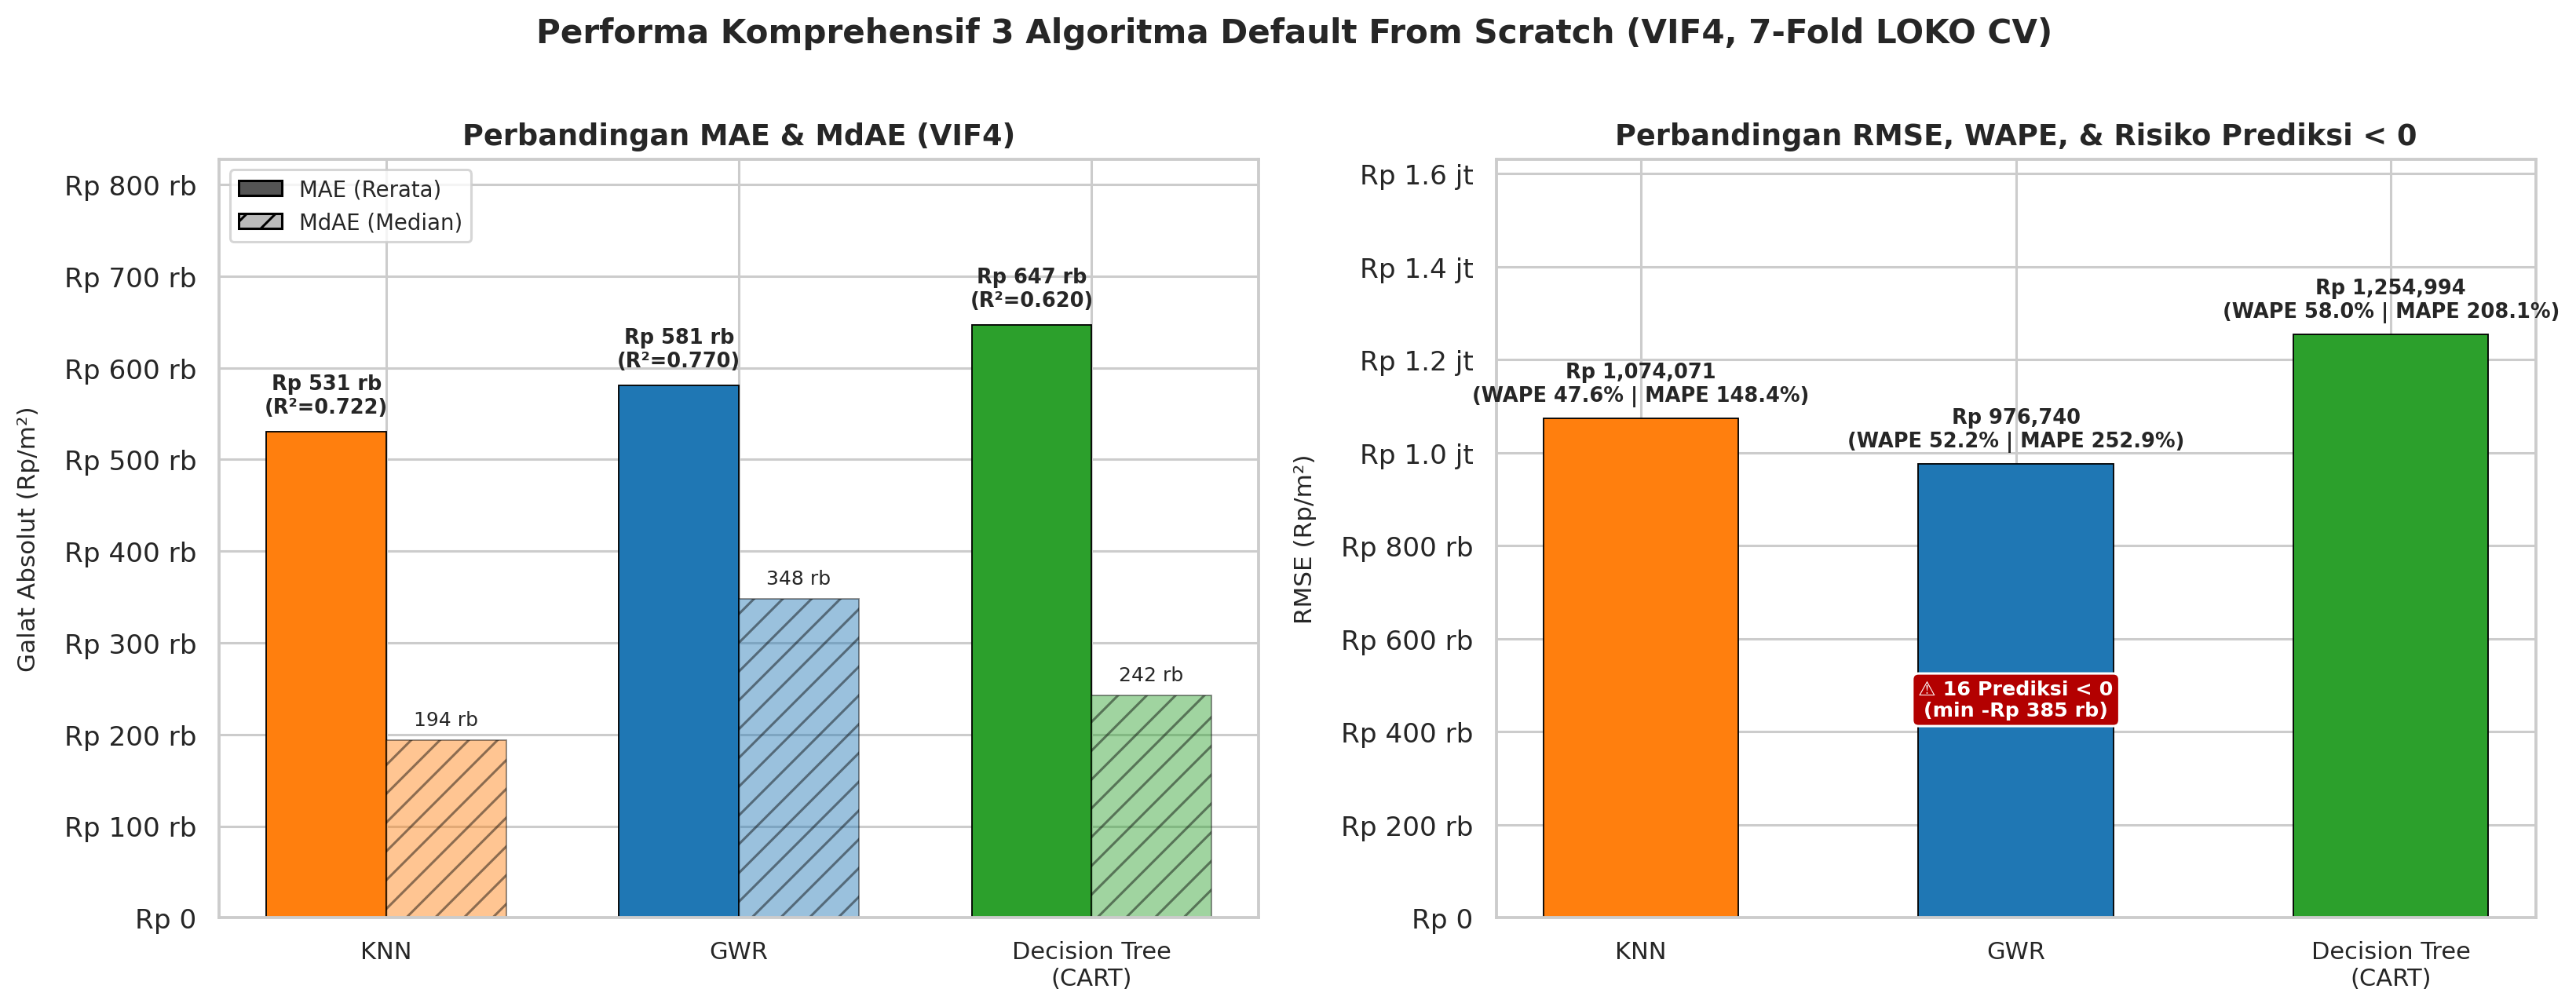 Performa Komprehensif 3 Algoritma Default From Scratch (VIF4, 7-Fold LOKO CV)
Perbandingan MAE & MdAE (VIF4)
Galat Absolut (Rp/m²)
Rp 800 rb
Rp 700 rb
Rp 600 rb
Rp 500 rb
Rp 400 rb
Rp 300 rb
Rp 200 rb
Rp 100 rb
Rp 0
MAE (Rerata)
MdAE (Median)
Rp 531 rb
(R²=0.722)
194 rb
Rp 581 rb
(R²=0.770)
348 rb
Rp 647 rb
(R²=0.620)
242 rb
KNN
GWR
Decision Tree
(CART)
Perbandingan RMSE, WAPE, & Risiko Prediksi < 0
RMSE (Rp/m²)
Rp 1.6 jt
Rp 1.4 jt
Rp 1.2 jt
Rp 1.0 jt
Rp 800 rb
Rp 600 rb
Rp 400 rb
Rp 200 rb
Rp 0
Rp 1,074,071
(WAPE 47.6% | MAPE 148.4%)
Rp 976,740
(WAPE 52.2% | MAPE 252.9%)
⚠ 16 Prediksi < 0
(min -Rp 385 rb)
Rp 1,254,994
(WAPE 58.0% | MAPE 208.1%)
KNN
GWR
Decision Tree
(CART)